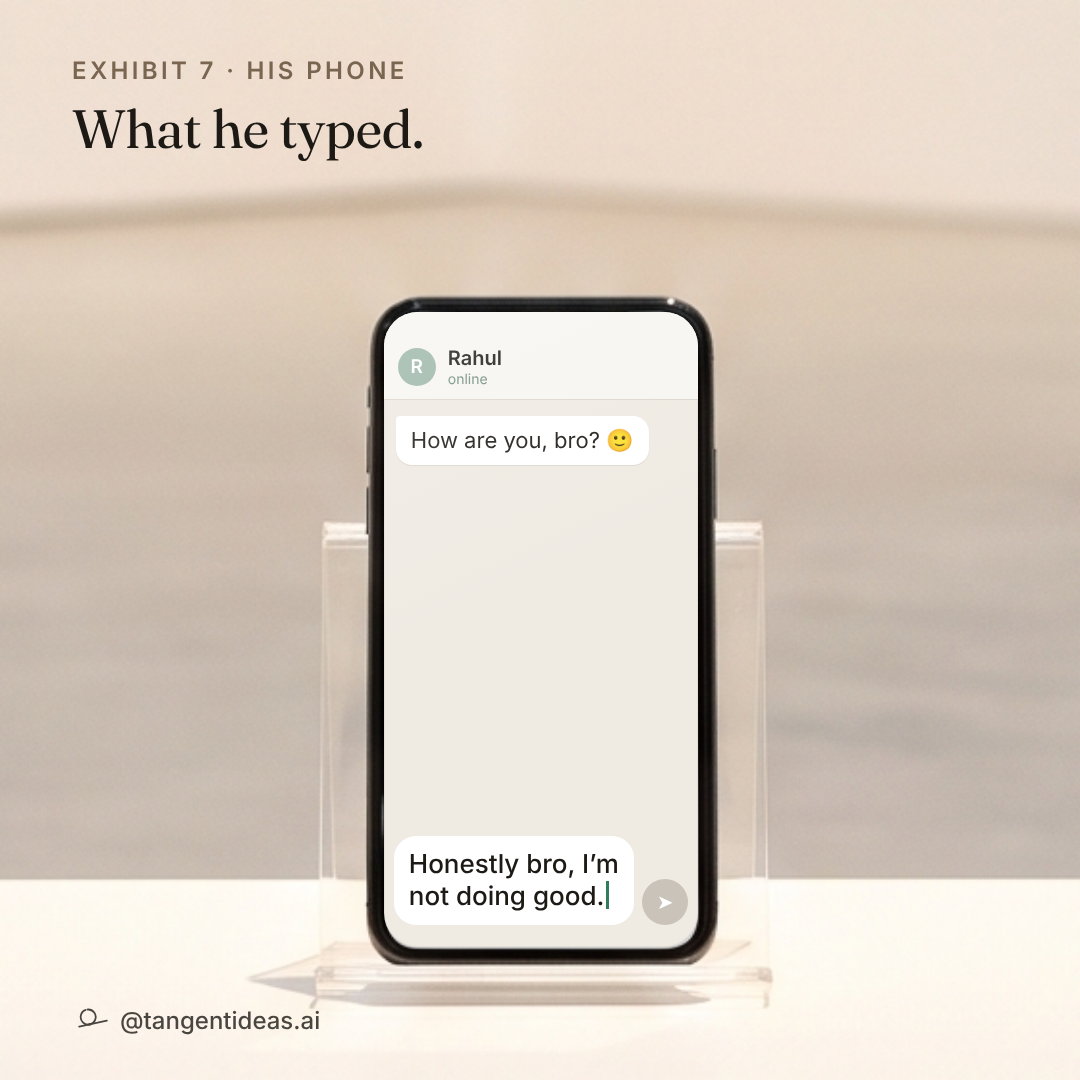 EXHIBIT 7 · HIS PHONE
What he typed.
R
Rahul
online
How are you, bro? 🙂
Honestly bro, I’m
not doing good.
@tangentideas.ai